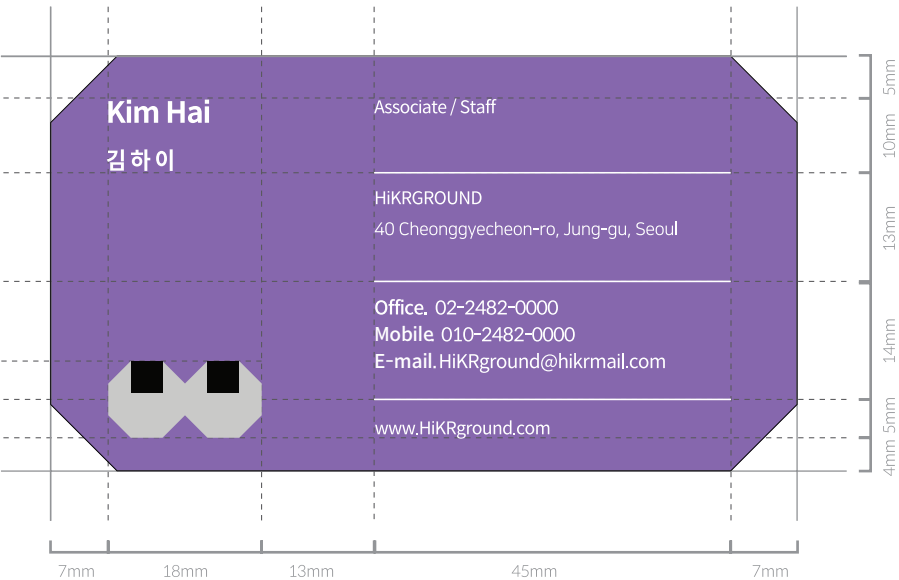 Kim Hai
김하이
Associate / Staff
HiKRGROUND
40 Cheonggyecheon-ro, Jung-gu, Seoul
Office. 02-2482-0000
Mobile 010-2482-0000
E-mail. HiKRground@hikrmail.com
www.HiKRground.com
5mm
10mm
13mm
14mm
5mm
4mm
7mm
18mm
13mm
45mm
7mm